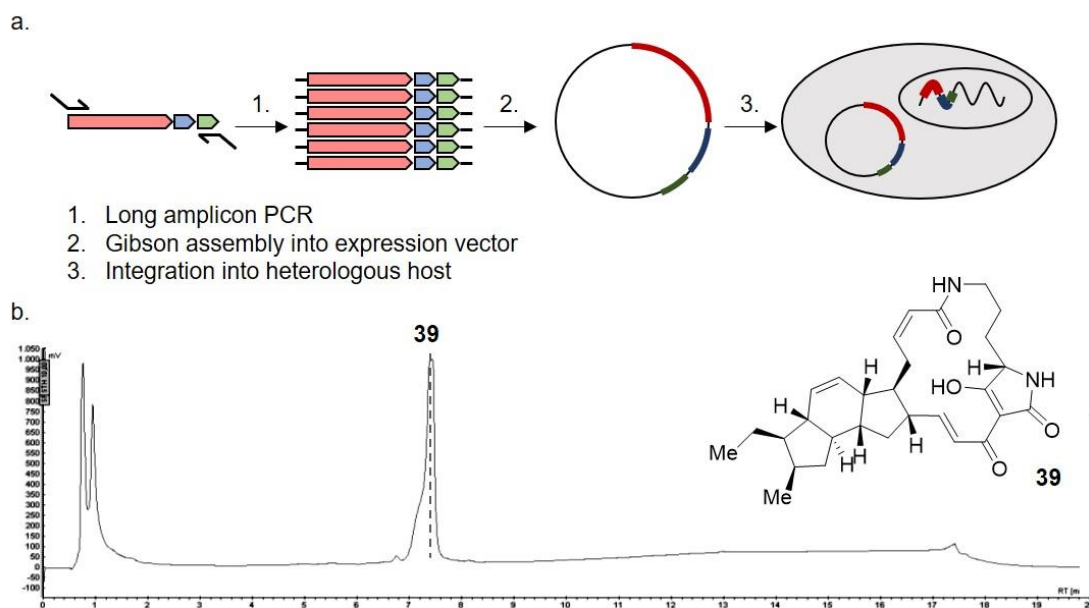 a.
1.
2.
3.
1. Long amplicon PCR
2. Gibson assembly into expression vector
3. Integration into heterologous host
b.
39
1.050
mV
1.000
950
900
850
800
750
700
650
600
550
500
450
400
350
300
250
200
150
100
50
0
-50
-100
0 1 2 3 4 5 6 7 8 9 10 11 12 13 14 15 16 17 18 19
RT [m
HN
O
H
H
HO
NH
O
O
H
H
H
H
Me
Me
39